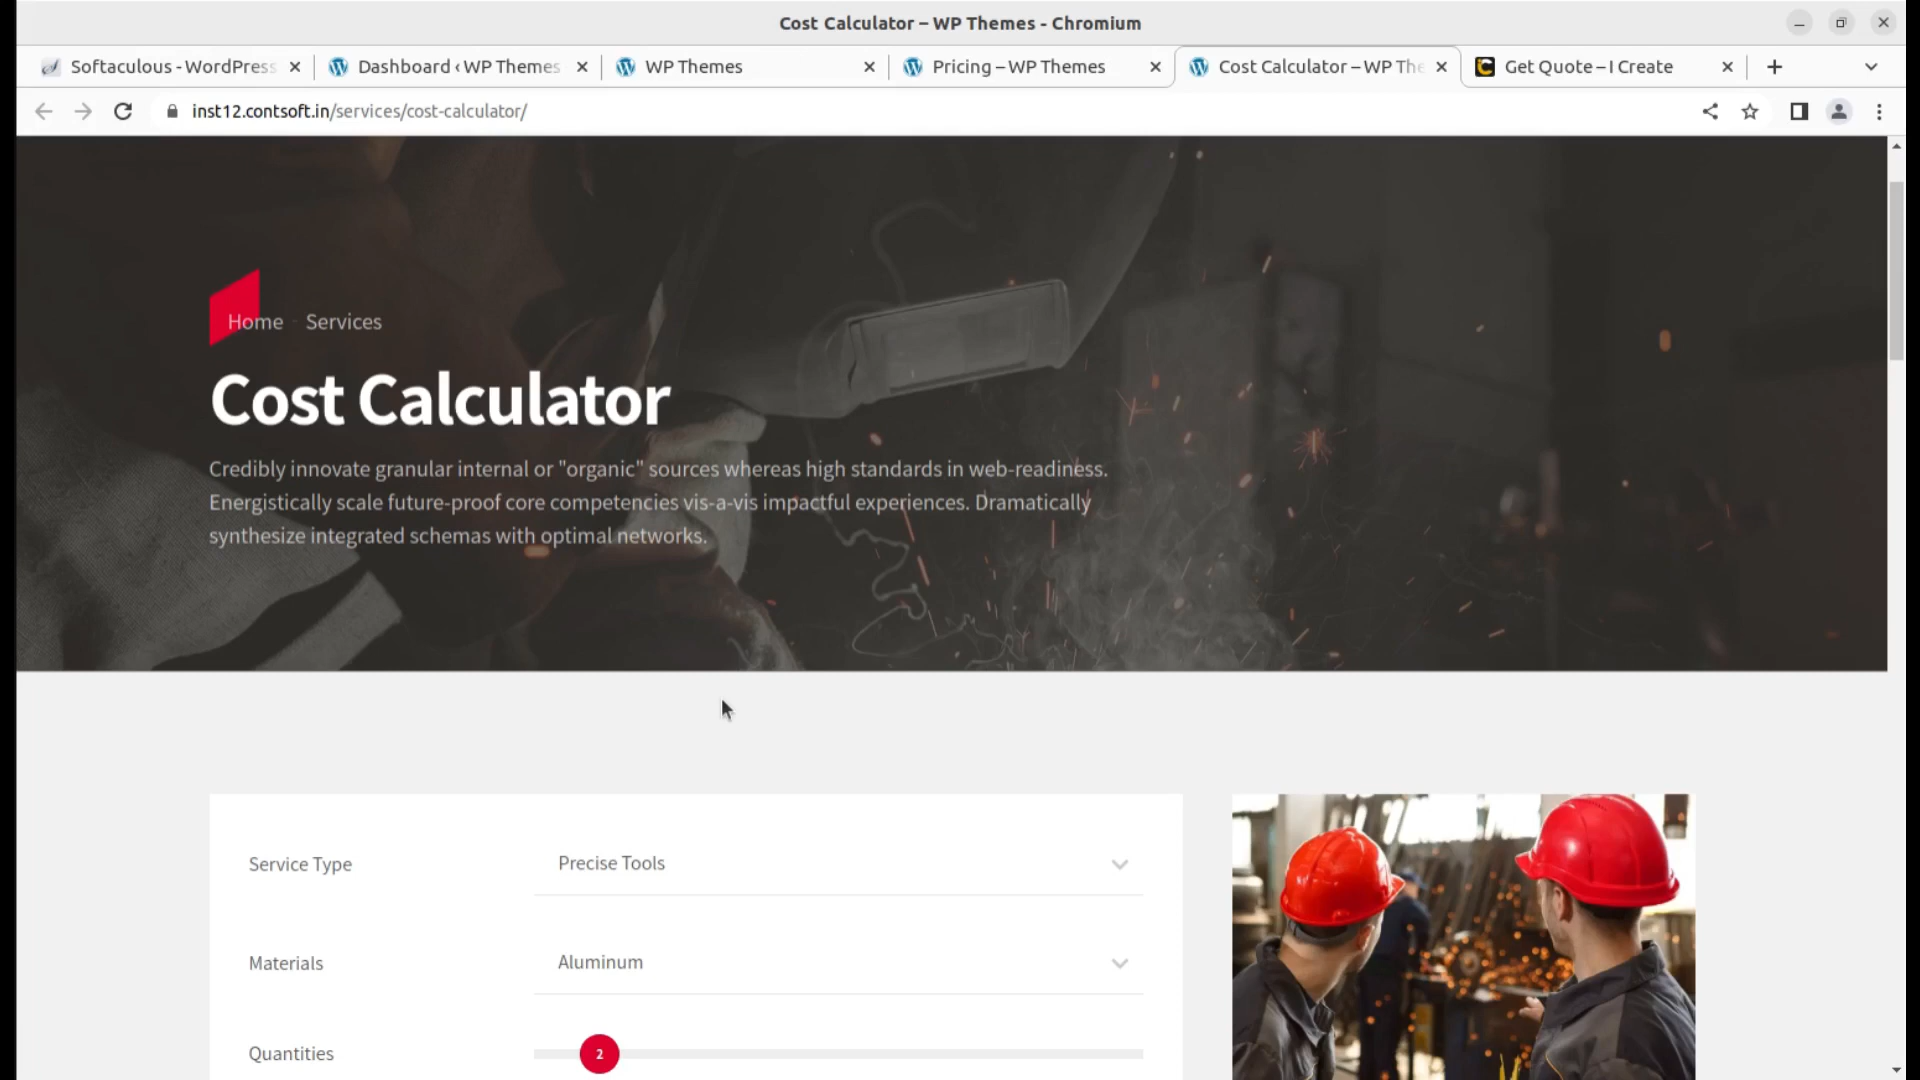 Cost Calculator – WP Themes - Chromium
Softaculous - WordPress
Dashboard ‹ WP Themes
WP Themes
Pricing – WP Themes
Cost Calculator – WP The
Get Quote – I Create
inst12.contsoft.in/services/cost-calculator/
Home - Services
Cost Calculator
Credibly innovate granular internal or "organic" sources whereas high standards in web-readiness.
Energistically scale future-proof core competencies vis-a-vis impactful experiences. Dramatically
synthesize integrated schemas with optimal networks.
Service Type Precise Tools
Materials Aluminum
Quantities 2